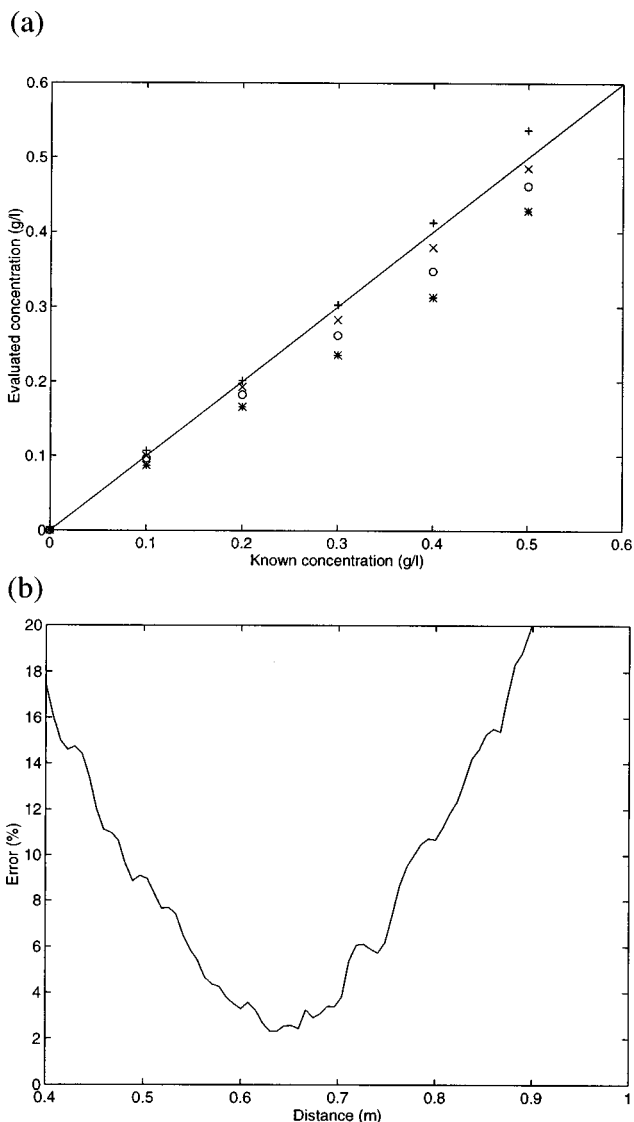 (a)
0.6
0.5
0.4
0.3
0.2
0.1
0
Evaluated concentration (g/l)
0 0.1 0.2 0.3 0.4 0.5 0.6
Known concentration (g/l)
(b)
20
18
16
14
12
10
8
6
4
2
0
Error (%)
0.4 0.5 0.6 0.7 0.8 0.9 1
Distance (m)